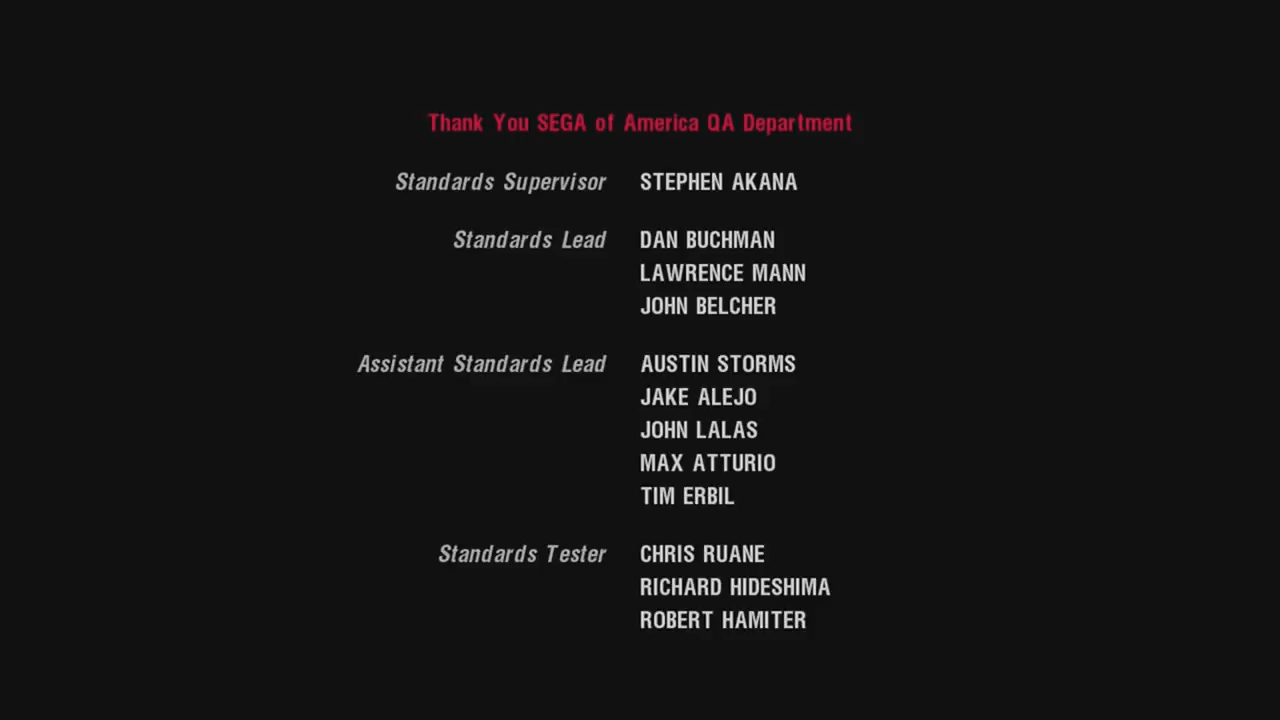 Thank You SEGA of America QA Department
Standards Supervisor STEPHEN AKANA
Standards Lead DAN BUCHMAN
LAWRENCE MANN
JOHN BELCHER
Assistant Standards Lead AUSTIN STORMS
JAKE ALEJO
JOHN LALAS
MAX ATTURIO
TIM ERBIL
Standards Tester CHRIS RUANE
RICHARD HIDESHIMA
ROBERT HAMITER